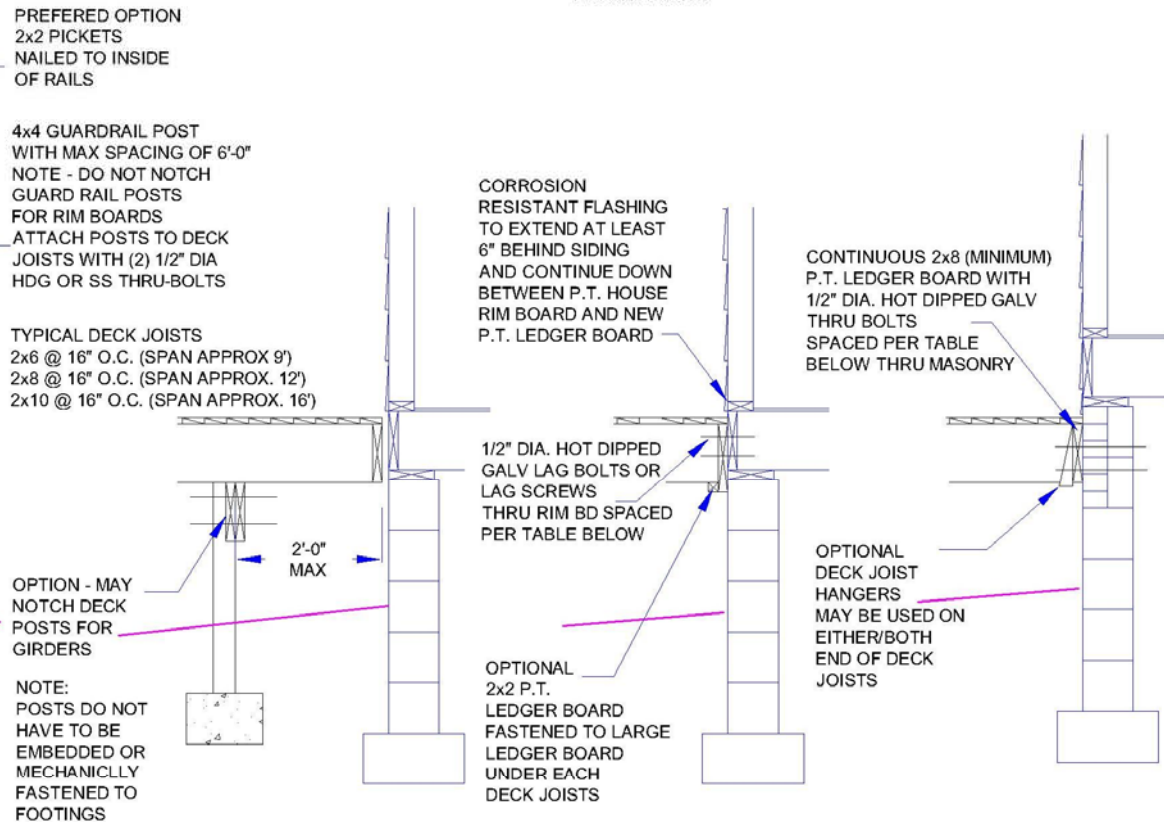 PREFERED OPTION
2x2 PICKETS
NAILED TO INSIDE
OF RAILS
4x4 GUARDRAIL POST
WITH MAX SPACING OF 6'-0"
NOTE - DO NOT NOTCH
GUARD RAIL POSTS
FOR RIM BOARDS
ATTACH POSTS TO DECK
JOISTS WITH (2) 1/2" DIA
HDG OR SS THRU-BOLTS
TYPICAL DECK JOISTS
2x6 @ 16" O.C. (SPAN APPROX 9')
2x8 @ 16" O.C. (SPAN APPROX. 12')
2x10 @ 16" O.C. (SPAN APPROX. 16')
2'-0"
MAX
OPTION - MAY
NOTCH DECK
POSTS FOR
GIRDERS
NOTE:
POSTS DO NOT
HAVE TO BE
EMBEDDED OR
MECHANICLLY
FASTENED TO
FOOTINGS
CORROSION
RESISTANT FLASHING
TO EXTEND AT LEAST
6" BEHIND SIDING
AND CONTINUE DOWN
BETWEEN P.T. HOUSE
RIM BOARD AND NEW
P.T. LEDGER BOARD
1/2" DIA. HOT DIPPED
GALV LAG BOLTS OR
LAG SCREWS
THRU RIM BD SPACED
PER TABLE BELOW
OPTIONAL
2x2 P.T.
LEDGER BOARD
FASTENED TO LARGE
LEDGER BOARD
UNDER EACH
DECK JOISTS
CONTINUOUS 2x8 (MINIMUM)
P.T. LEDGER BOARD WITH
1/2" DIA. HOT DIPPED GALV
THRU BOLTS
SPACED PER TABLE
BELOW THRU MASONRY
OPTIONAL
DECK JOIST
HANGERS
MAY BE USED ON
EITHER/BOTH
END OF DECK
JOISTS